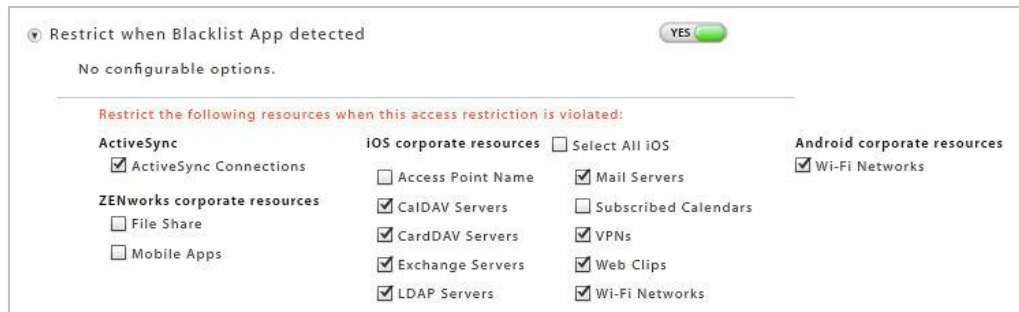 Restrict when Blacklist App detected
YES
No configurable options.
Restrict the following resources when this access restriction is violated:
ActiveSync
ActiveSync Connections
ZENworks corporate resources
File Share
Mobile Apps
iOS corporate resources
Select All iOS
Access Point Name
Mail Servers
CalDAV Servers
Subscribed Calendars
CardDAV Servers
VPNs
Exchange Servers
Web Clips
LDAP Servers
Wi-Fi Networks
Android corporate resources
Wi-Fi Networks